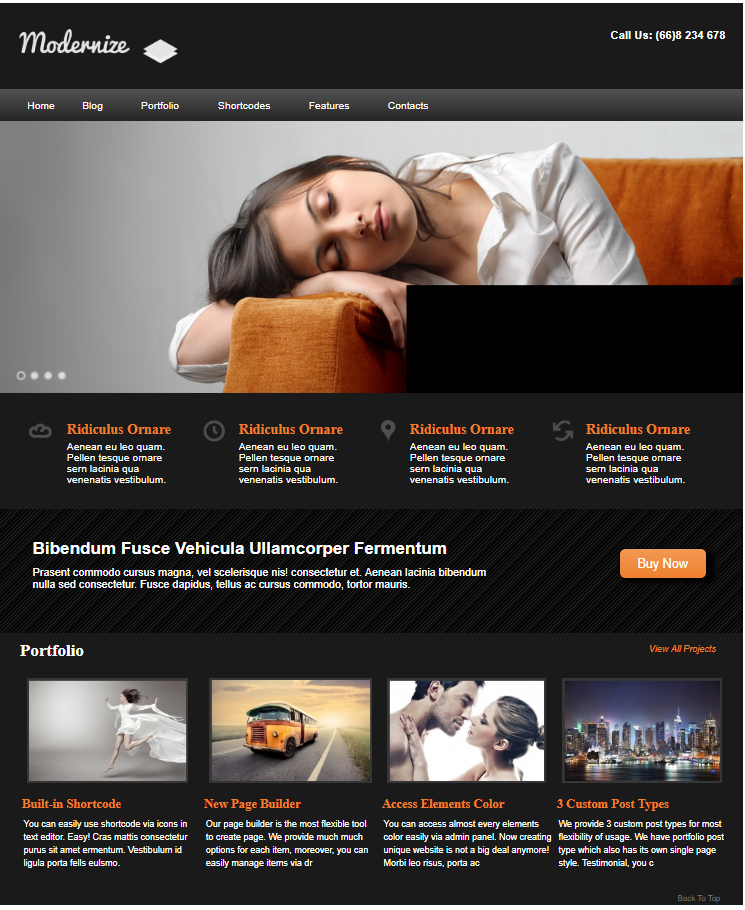 Modernize
Call Us: (66)8 234 678
Home Blog Portfolio Shortcodes Features Contacts
Ridiculus Ornare
Aenean eu leo quam.
Pellen tesque ornare
sern lacinia qua
venenatis vestibulum.
Ridiculus Ornare
Aenean eu leo quam.
Pellen tesque ornare
sern lacinia qua
venenatis vestibulum.
Ridiculus Ornare
Aenean eu leo quam.
Pellen tesque ornare
sern lacinia qua
venenatis vestibulum.
Ridiculus Ornare
Aenean eu leo quam.
Pellen tesque ornare
sern lacinia qua
venenatis vestibulum.
Bibendum Fusce Vehicula Ullamcorper Fermentum
Prasent commodo cursus magna, vel scelerisque nis! consectetur et. Aenean lacinia bibendum
nulla sed consectetur. Fusce dapidus, tellus ac cursus commodo, tortor mauris.
Buy Now
Portfolio
View All Projects
Built-in Shortcode
You can easily use shortcode via icons in
text editor. Easy! Cras mattis consectetur
purus sit amet ermentum. Vestibulum id
ligula porta fells eulsmo.
New Page Builder
Our page builder is the most flexible tool
to create page. We provide much much
options for each item, moreover, you can
easily manage items via dr
Access Elements Color
You can access almost every elements
color easily via admin panel. Now creating
unique website is not a big deal anymore!
Morbi leo risus, porta ac
3 Custom Post Types
We provide 3 custom post types for most
flexibility of usage. We have portfolio post
type which also has its own single page
style. Testimonial, you c
Back To Top